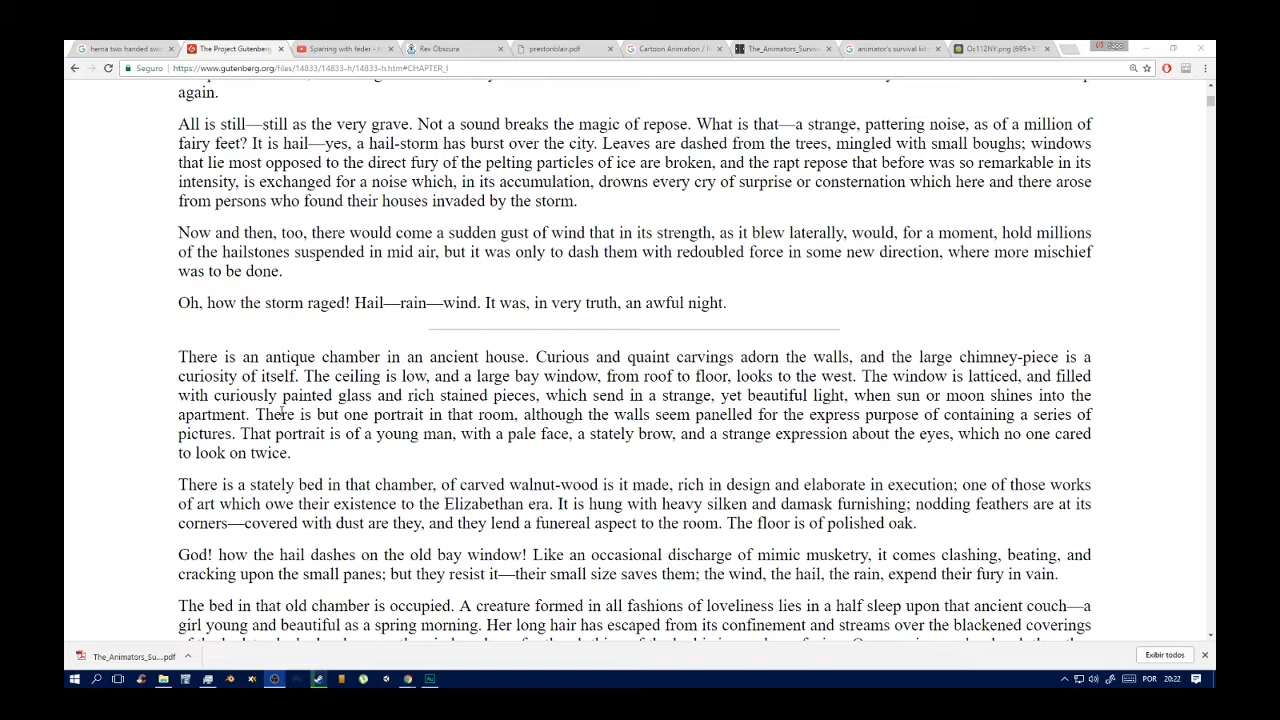 hema two handed swo
The Project Gutenberg
Sparring with feder - to
Rex Obscura
prestonblair.pdf
Cartoon Animation / Pr
The_Animators_Surviva
animator's survival kit
Oc112NY.png (695×5
Seguro
https://www.gutenberg.org/files/14833/14833-h/14833-h.htm#CHAPTER_I
again.
All is still—still as the very grave. Not a sound breaks the magic of repose. What is that—a strange, pattering noise, as of a million of
fairy feet? It is hail—yes, a hail-storm has burst over the city. Leaves are dashed from the trees, mingled with small boughs; windows
that lie most opposed to the direct fury of the pelting particles of ice are broken, and the rapt repose that before was so remarkable in its
intensity, is exchanged for a noise which, in its accumulation, drowns every cry of surprise or consternation which here and there arose
from persons who found their houses invaded by the storm.
Now and then, too, there would come a sudden gust of wind that in its strength, as it blew laterally, would, for a moment, hold millions
of the hailstones suspended in mid air, but it was only to dash them with redoubled force in some new direction, where more mischief
was to be done.
Oh, how the storm raged! Hail—rain—wind. It was, in very truth, an awful night.
There is an antique chamber in an ancient house. Curious and quaint carvings adorn the walls, and the large chimney-piece is a
curiosity of itself. The ceiling is low, and a large bay window, from roof to floor, looks to the west. The window is latticed, and filled
with curiously painted glass and rich stained pieces, which send in a strange, yet beautiful light, when sun or moon shines into the
apartment. There is but one portrait in that room, although the walls seem panelled for the express purpose of containing a series of
pictures. That portrait is of a young man, with a pale face, a stately brow, and a strange expression about the eyes, which no one cared
to look on twice.
There is a stately bed in that chamber, of carved walnut-wood is it made, rich in design and elaborate in execution; one of those works
of art which owe their existence to the Elizabethan era. It is hung with heavy silken and damask furnishing; nodding feathers are at its
corners—covered with dust are they, and they lend a funereal aspect to the room. The floor is of polished oak.
God! how the hail dashes on the old bay window! Like an occasional discharge of mimic musketry, it comes clashing, beating, and
cracking upon the small panes; but they resist it—their small size saves them; the wind, the hail, the rain, expend their fury in vain.
The bed in that old chamber is occupied. A creature formed in all fashions of loveliness lies in a half sleep upon that ancient couch—a
girl young and beautiful as a spring morning. Her long hair has escaped from its confinement and streams over the blackened coverings
The_Animators_Su....pdf
Exibir todos
POR
20:22